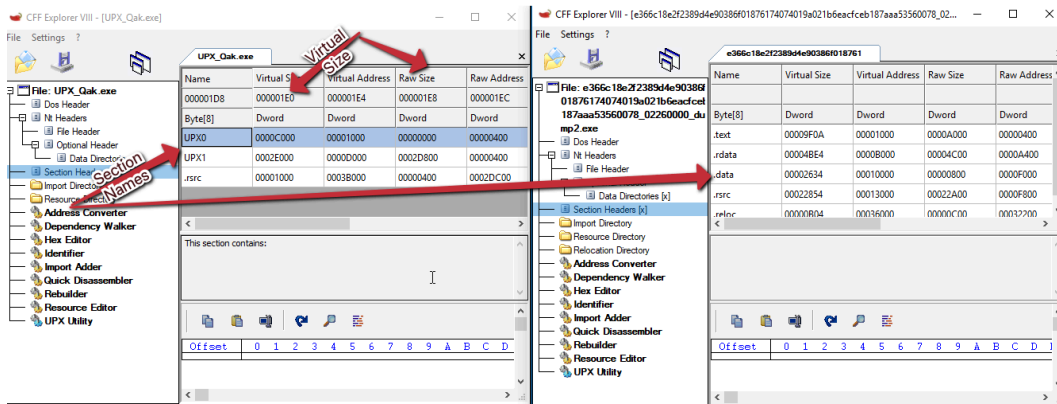 CFF Explorer VIII - [UPX_Qak.exe]
File Settings ?
File: UPX_Qak.exe
Dos Header
Nt Headers
File Header
Optional Header
Data Directories
Section Headers
Import Directory
Resource Directory
Address Converter
Dependency Walker
Hex Editor
Identifier
Import Adder
Quick Disassembler
Rebuilder
Resource Editor
UPX Utility
UPX_Qak.exe
Name Virtual Size Virtual Address Raw Size Raw Address
000001D8 000001E0 000001E4 000001E8 000001EC
Byte[8] Dword Dword Dword Dword
UPX0 0000C000 00001000 00000000 00000400
UPX1 0002E000 0000D000 0002D800 00000400
.rsrc 00001000 0003B000 00000400 0002DC00
This section contains:
Offset 0 1 2 3 4 5 6 7 8 9 A B C D
Virtual
Size
Section
Names
CFF Explorer VIII - [e366c18e2f2389d4e90386f01876174074019a021b6eacfceb187aaa53560078_02...
File Settings ?
File: e366c18e2f2389d4e90386f
01876174074019a021b6eacfceb
187aaa53560078_02260000_du
mp2.exe
Dos Header
Nt Headers
File Header
Data Directories [x]
Section Headers [x]
Import Directory
Resource Directory
Relocation Directory
Address Converter
Dependency Walker
Hex Editor
Identifier
Import Adder
Quick Disassembler
Rebuilder
Resource Editor
UPX Utility
e366c18e2f2389d4e90386f018761
Name Virtual Size Virtual Address Raw Size Raw Address
Byte[8] Dword Dword Dword Dword
.text 00009F0A 00001000 0000A000 00000400
.rdata 00004BE4 0000B000 00004C00 0000A400
.data 00002634 00010000 00000800 0000F000
.rsrc 00022854 00013000 00022A00 0000F800
.reloc 00000B04 00036000 00000C00 00032200
Offset 0 1 2 3 4 5 6 7 8 9 A B C D